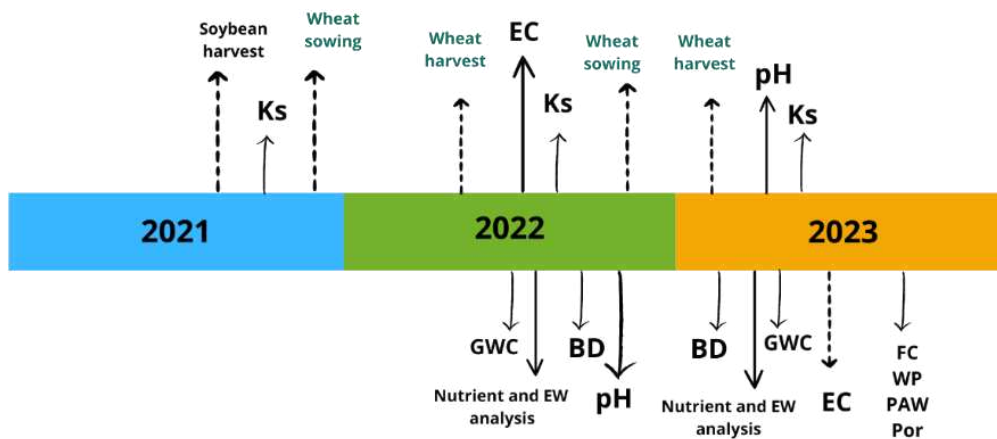 Soybean
harvest
Ks
Wheat
sowing
Wheat
harvest
EC
Ks
Wheat
sowing
Wheat
harvest
pH
Ks
2021
2022
2023
GWC
Nutrient and EW
analysis
BD
pH
BD
Nutrient and EW
analysis
GWC
EC
FC
WP
PAW
Por